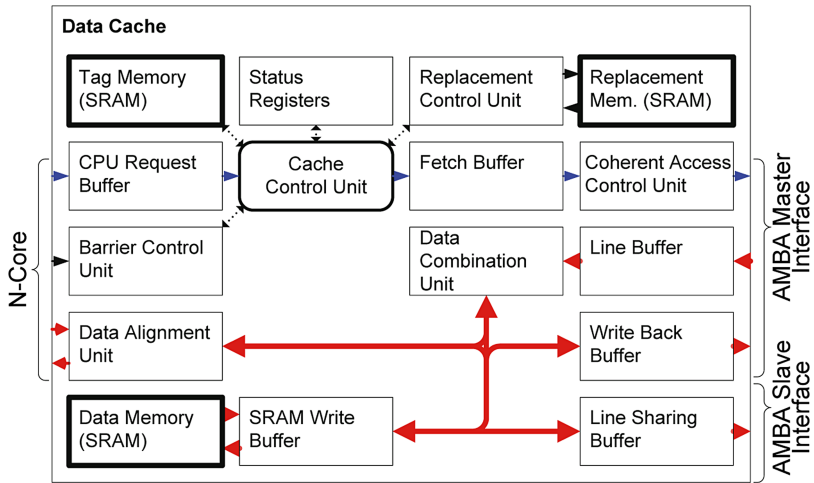 Data Cache
Tag Memory
(SRAM)
Status
Registers
Replacement
Control Unit
Replacement
Mem. (SRAM)
CPU Request
Buffer
Cache
Control Unit
Fetch Buffer
Coherent Access
Control Unit
Barrier Control
Unit
Data
Combination
Unit
Line Buffer
Data Alignment
Unit
Write Back
Buffer
Data Memory
(SRAM)
SRAM Write
Buffer
Line Sharing
Buffer
N-Core
AMBA Master
Interface
AMBA Slave
Interface